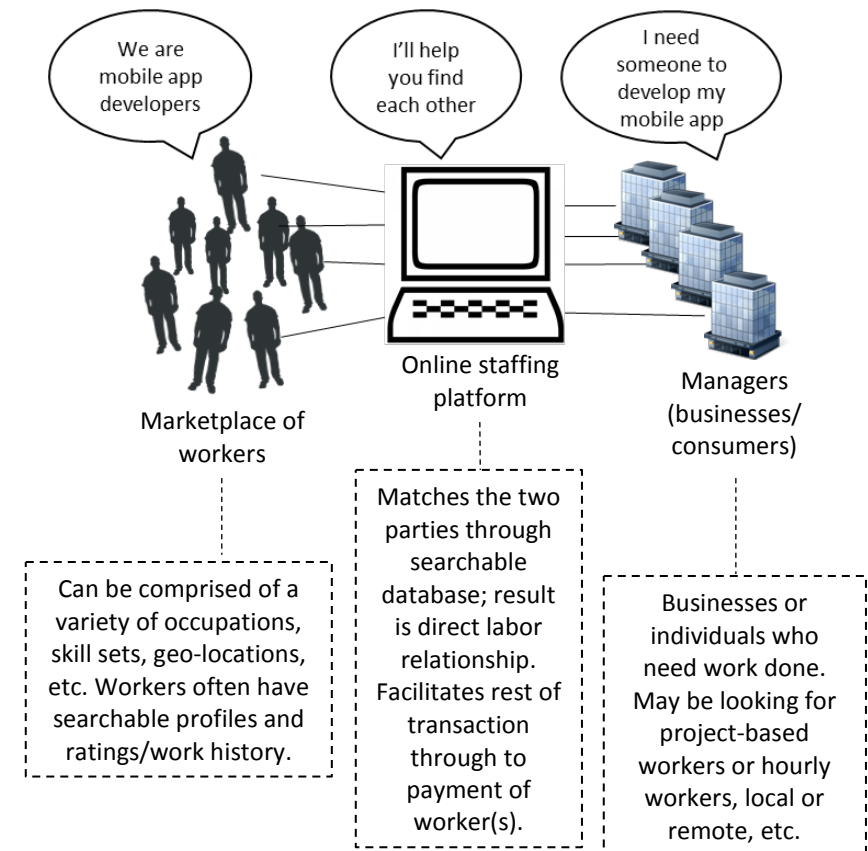 We are
mobile app
developers
I'll help
you find
each other
I need
someone to
develop my
mobile app
Marketplace of
workers
Online staffing
platform
Managers
(businesses/
consumers)
Can be comprised of a
variety of occupations,
skill sets, geo-locations,
etc. Workers often have
searchable profiles and
ratings/work history.
Matches the two
parties through
searchable
database; result
is direct labor
relationship.
Facilitates rest of
transaction
through to
payment of
worker(s).
Businesses or
individuals who
need work done.
May be looking for
project-based
workers or hourly
workers, local or
remote, etc.